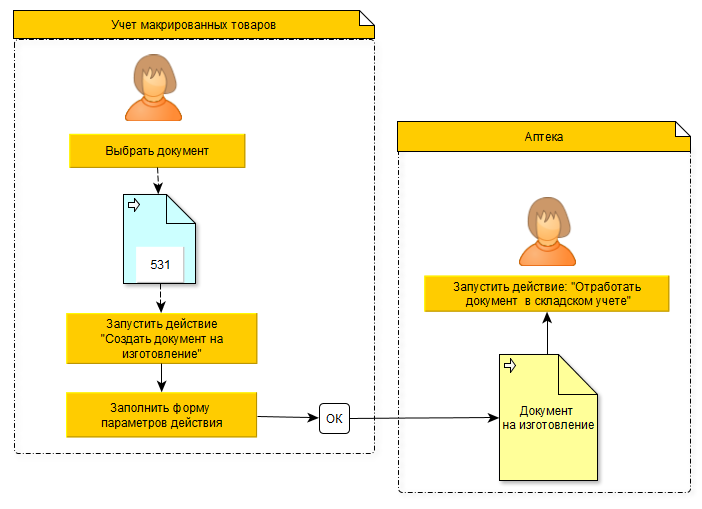 Учет макрированных товаров
Выбрать документ
531
Запустить действие
"Создать документ на
изготовление"
Заполнить форму
параметров действия
ОК
Аптека
Запустить действие: "Отработать
документ в складском учете"
Документ
на изготовление